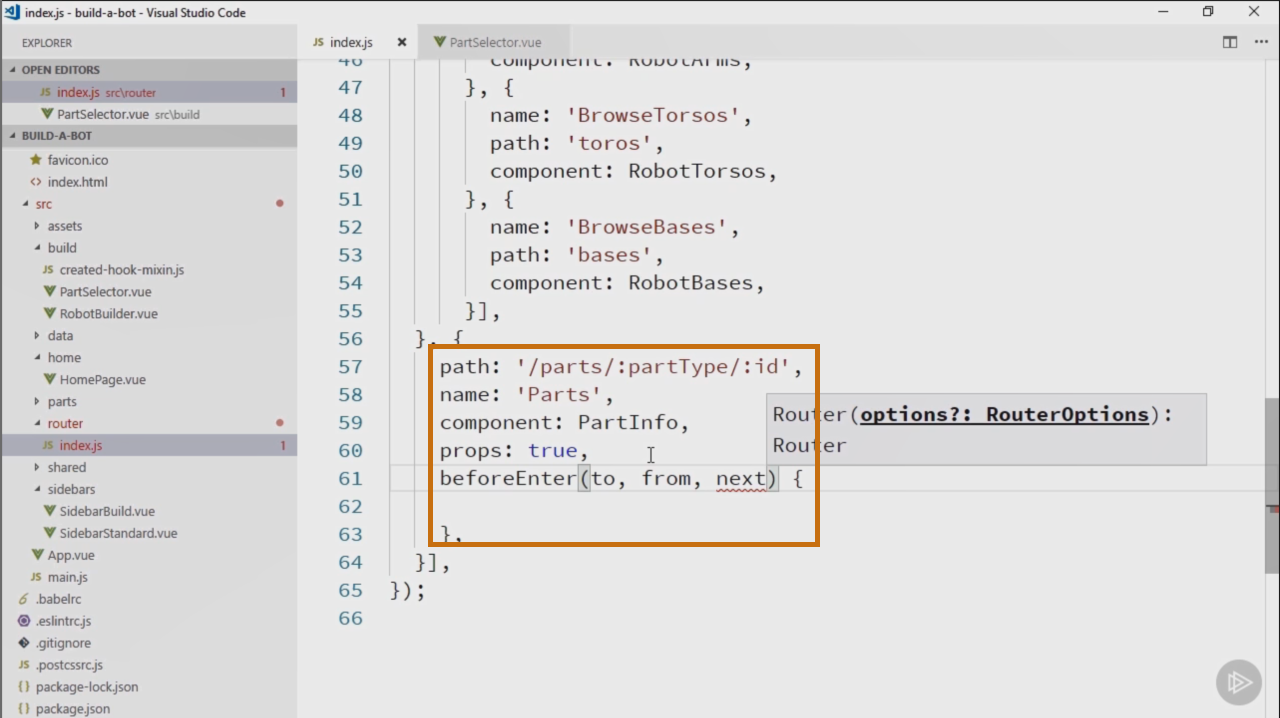 index.js - build-a-bot - Visual Studio Code
EXPLORER
OPEN EDITORS
JS index.js src\router 1
PartSelector.vue src\build
BUILD-A-BOT
favicon.ico
<> index.html
src
assets
build
JS created-hook-mixin.js
PartSelector.vue
RobotBuilder.vue
data
home
HomePage.vue
parts
router
JS index.js 1
shared
sidebars
SidebarBuild.vue
SidebarStandard.vue
App.vue
JS main.js
.babelrc
.eslintrc.js
.gitignore
JS .postcssrc.js
{} package-lock.json
{} package.json
JS index.js
PartSelector.vue
46 component: RobotArms,
47 }, {
48 name: 'BrowseTorsos',
49 path: 'toros',
50 component: RobotTorsos,
51 }, {
52 name: 'BrowseBases',
53 path: 'bases',
54 component: RobotBases,
55 }],
56 }, {
57 path: '/parts/:partType/:id',
58 name: 'Parts',
59 component: PartInfo,
60 props: true,
61 beforeEnter(to, from, next) {
62
63 },
64 }],
65 });
66
Router(options?: RouterOptions):
Router